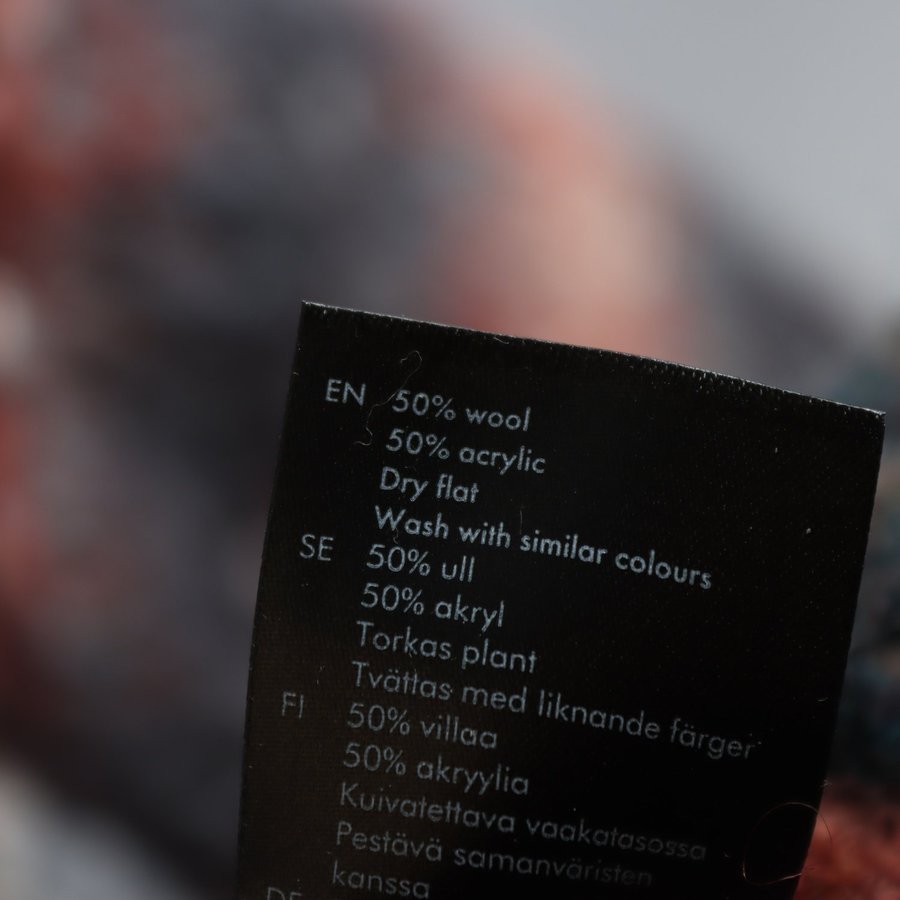 EN 50% wool
50% acrylic
Dry flat
Wash with similar colours
SE 50% ull
50% akryl
Torkas plant
Tvättas med liknande färger
FI 50% villaa
50% akryylia
Kuivatettava vaakatasossa
Pestävä samanväristen
kanssa
DE